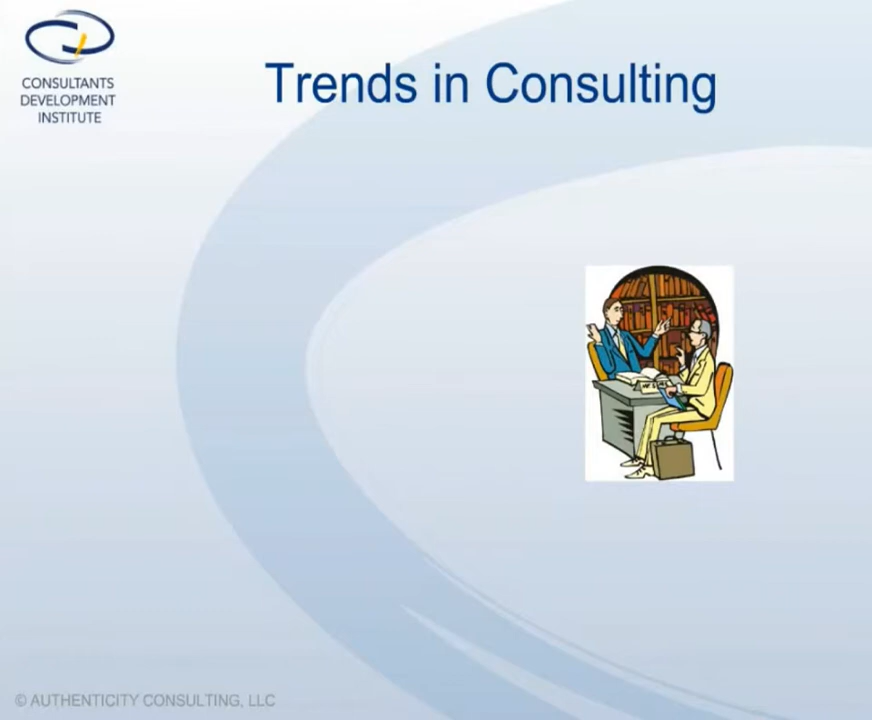 Trends in Consulting
CONSULTANTS
DEVELOPMENT
INSTITUTE
© AUTHENTICITY CONSULTING, LLC